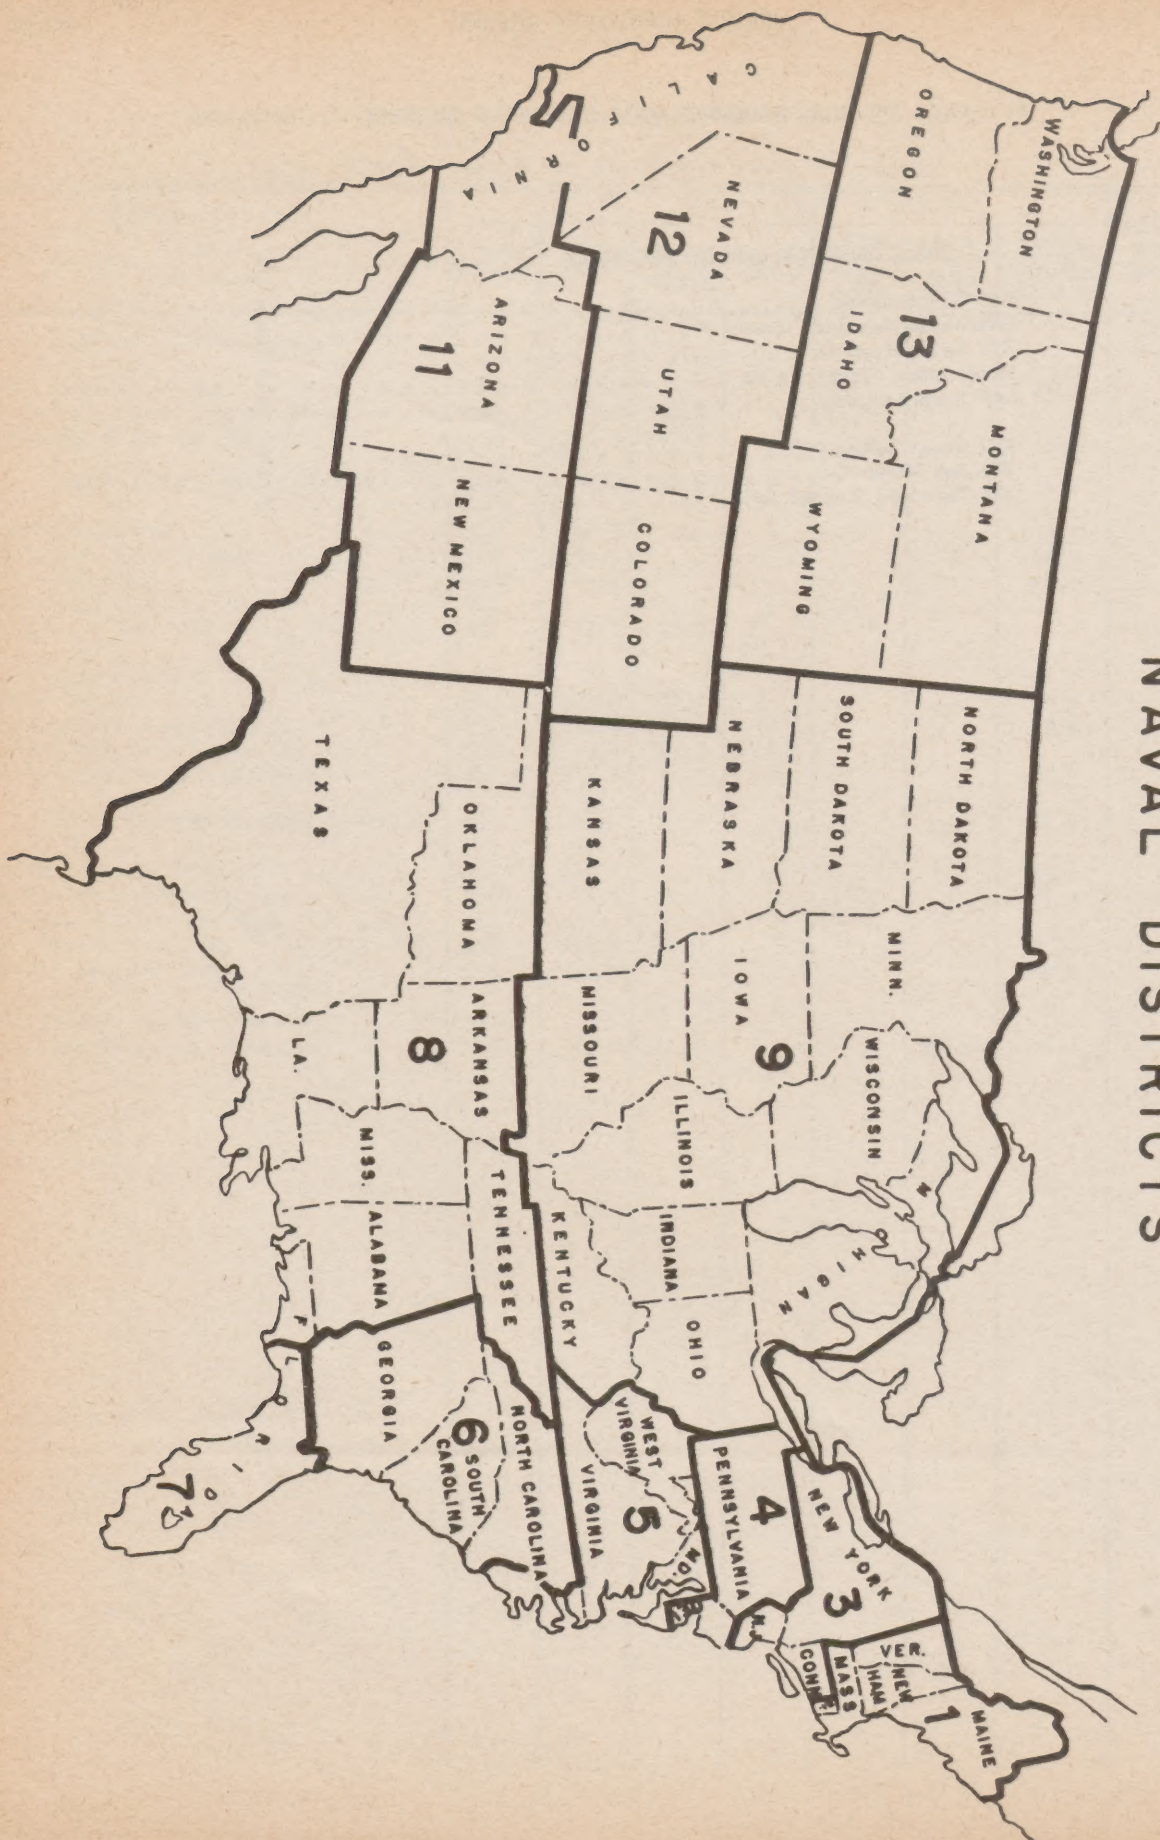 NAVAL DISTRICTS
WASHINGTON
OREGON
IDAHO
13
MONTANA
WYOMING
CALIFORNIA
NEVADA
12
UTAH
COLORADO
ARIZONA
11
NEW MEXICO
NORTH DAKOTA
SOUTH DAKOTA
NEBRASKA
KANSAS
MINN.
IOWA
9
MISSOURI
WISCONSIN
ILLINOIS
INDIANA
OHIO
KENTUCKY
TEXAS
OKLAHOMA
ARKANSAS
8
LA.
MISS.
ALABAMA
TENNESSEE
GEORGIA
6
SOUTH
CAROLINA
NORTH CAROLINA
FLORI
7
WEST
VIRGINIA
VIRGINIA
5
PENNSYLVANIA
4
N.J.
NEW YORK
3
VER.
NEW
HAM
MASS
CONN.
1
MAINE